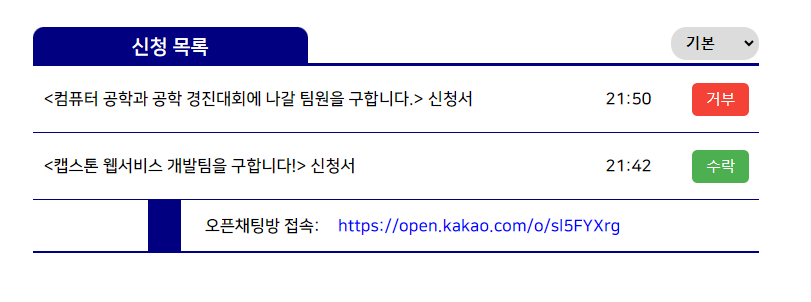 신청 목록
기본
<컴퓨터 공학과 공학 경진대회에 나갈 팀원을 구합니다.> 신청서 21:50 거부
<캡스톤 웹서비스 개발팀을 구합니다!> 신청서 21:42 수락
오픈채팅방 접속: https://open.kakao.com/o/sl5FYXrg